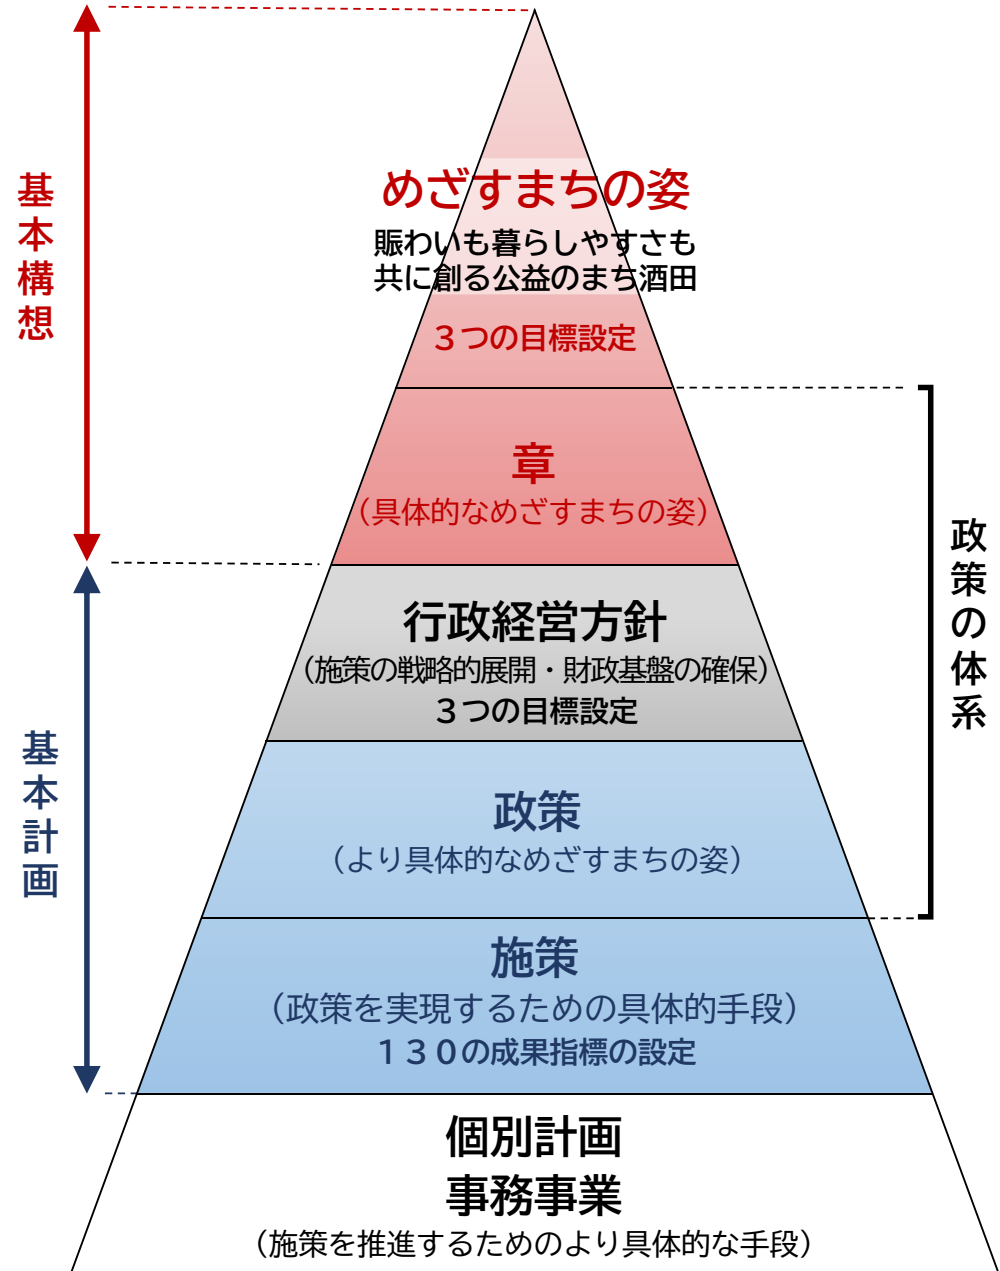 基本構想
めざすまちの姿
賑わいも暮らしやすさも
共に創る公益のまち酒田
３つの目標設定
章
（具体的なめざすまちの姿）
行政経営方針
（施策の戦略的展開・財政基盤の確保）
３つの目標設定
政策の体系
基本計画
政策
（より具体的なめざすまちの姿）
施策
（政策を実現するための具体的手段）
１３０の成果指標の設定
個別計画
事務事業
（施策を推進するためのより具体的な手段）